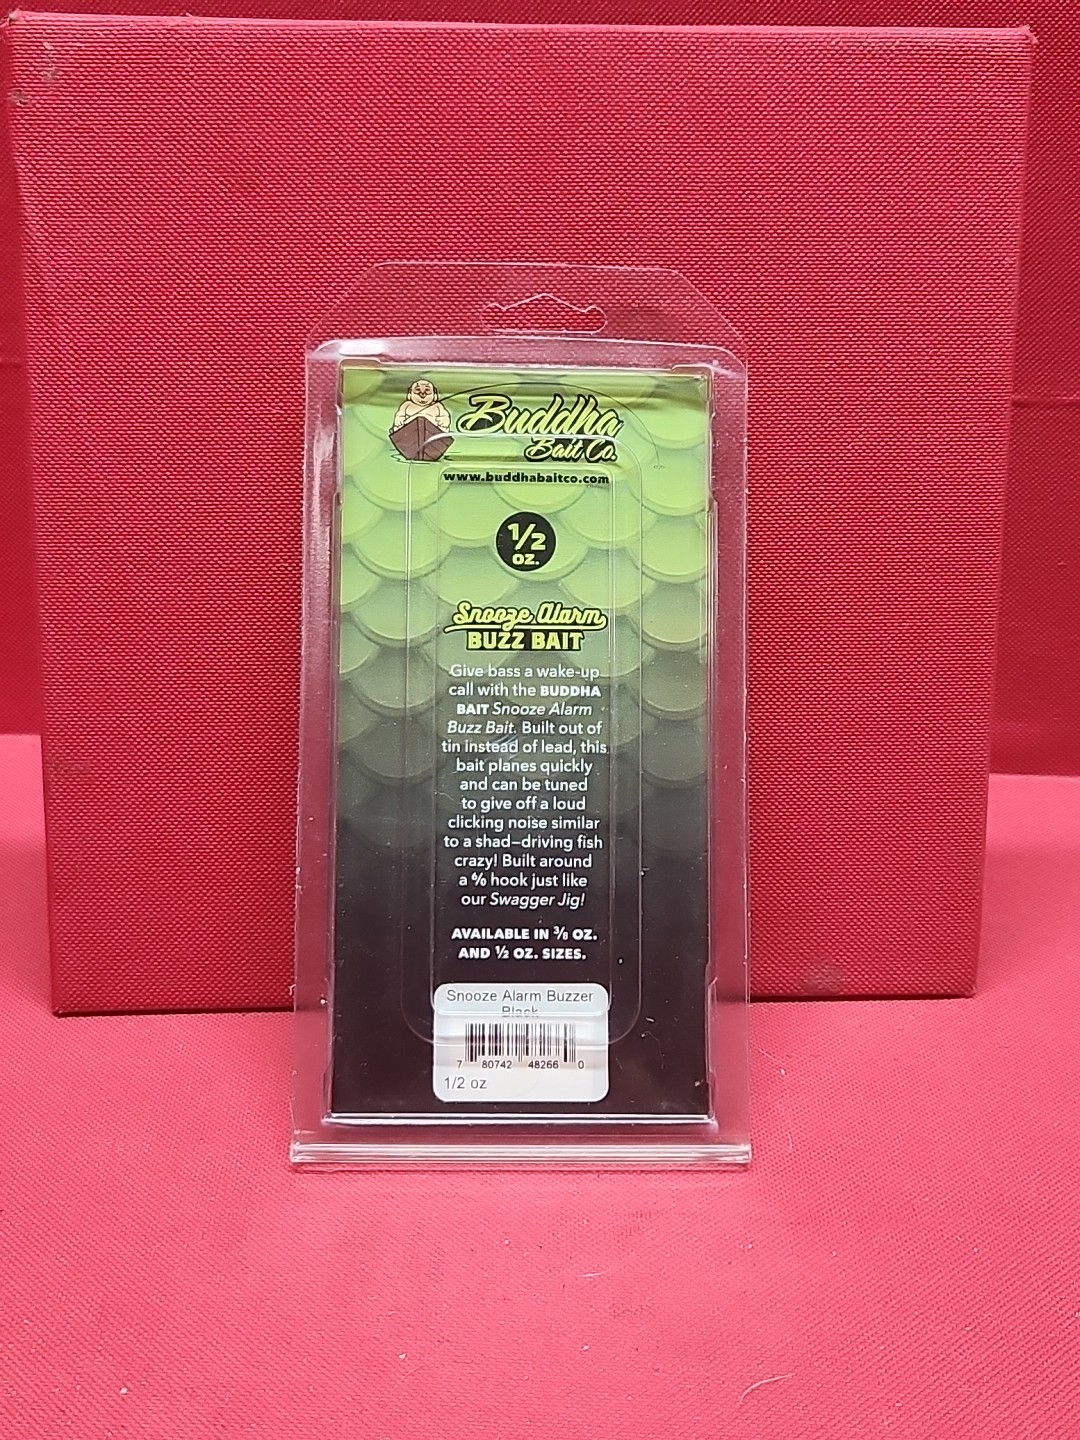 Buddha
Bait Co.
www.buddhabaitco.com
1/2
OZ.
Snooze Alarm
BUZZ BAIT
Give bass a wake-up
call with the BUDDHA
BAIT Snooze Alarm
Buzz Bait. Built out of
tin instead of lead, this
bait planes quickly
and can be tuned
to give off a loud
clicking noise similar
to a shad—driving fish
crazy! Built around
a hook just like
our Swagger Jig!
AVAILABLE IN 3/8 OZ.
AND 1/2 OZ. SIZES.
Snooze Alarm Buzzer
Black
7 80742 48266 0
1/2 oz